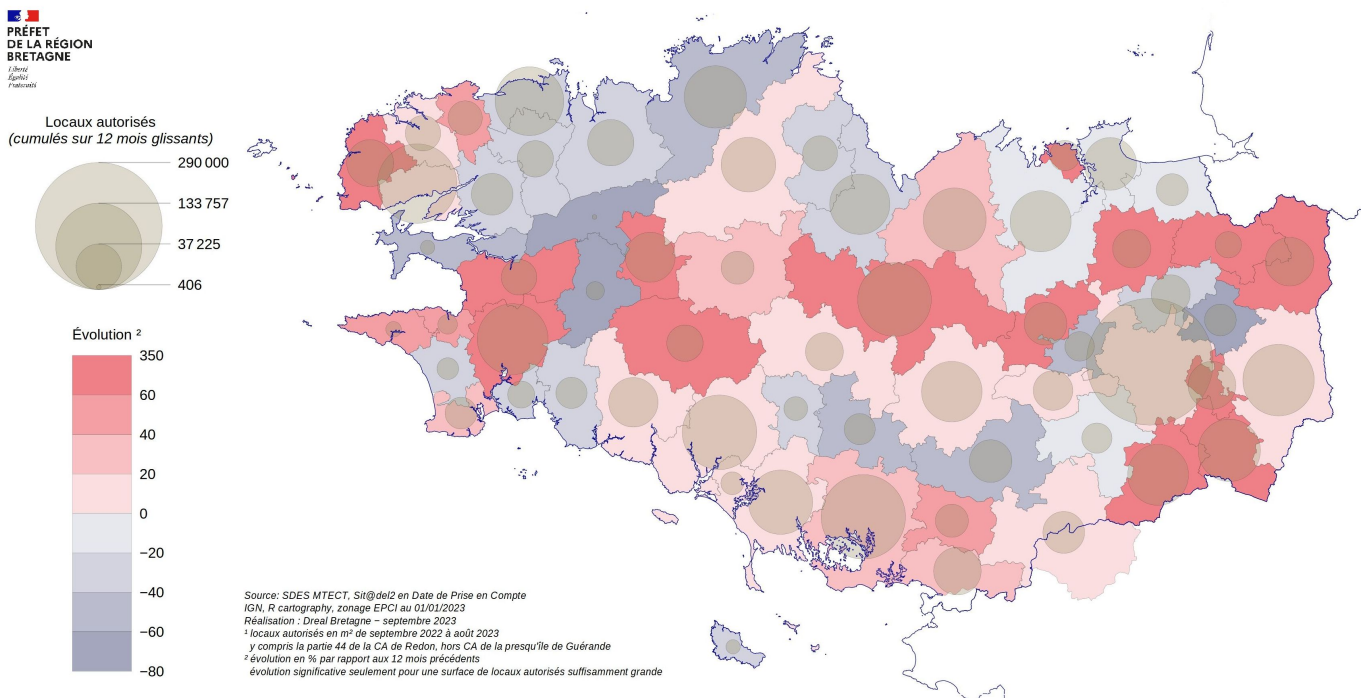 PRÉFET
DE LA RÉGION
BRETAGNE
Liberté
Égalité
Fraternité
Locaux autorisés
(cumulés sur 12 mois glissants)
290 000
133 757
37 225
406
Évolution ²
350
60
40
20
0
−20
−40
−60
−80
Source: SDES MTECT, Sit@del2 en Date de Prise en Compte
IGN, R cartography, zonage EPCI au 01/01/2023
Réalisation : Dreal Bretagne − septembre 2023
¹ locaux autorisés en m² de septembre 2022 à août 2023
y compris la partie 44 de la CA de Redon, hors CA de la presqu'île de Guérande
² évolution en % par rapport aux 12 mois précédents
évolution significative seulement pour une surface de locaux autorisés suffisamment grande